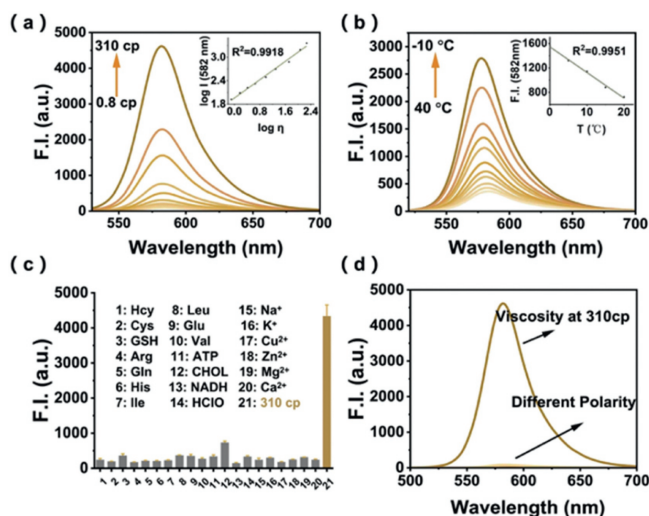 ( a )
5000
4000
3000
2000
1000
0
F.I. (a.u.)
310 cp
0.8 cp
R²=0.9918
3.0
2.4
1.8
log I (582 nm)
0.0 0.6 1.2 1.8 2.4
log η
550 600 650 700
Wavelength (nm)
( b )
3000
2500
2000
1500
1000
500
0
F.I. (a.u.)
-10 °C
40 °C
R²=0.9951
1600
1200
800
F.I. (582nm)
0 5 10 15 20
T (℃)
550 600 650 700
Wavelength (nm)
( c )
5000
4000
3000
2000
1000
0
F.I. (a.u.)
1: Hcy 8: Leu 15: Na⁺
2: Cys 9: Glu 16: K⁺
3: GSH 10: Val 17: Cu²⁺
4: Arg 11: ATP 18: Zn²⁺
5: Gln 12: CHOL 19: Mg²⁺
6: His 13: NADH 20: Ca²⁺
7: Ile 14: HClO 21: 310 cp
1 2 3 4 5 6 7 8 9 10 11 12 13 14 15 16 17 18 19 20 21
( d )
5000
4000
3000
2000
1000
0
F.I. (a.u.)
Viscosity at 310cp
Different Polarity
500 550 600 650 700
Wavelength (nm)